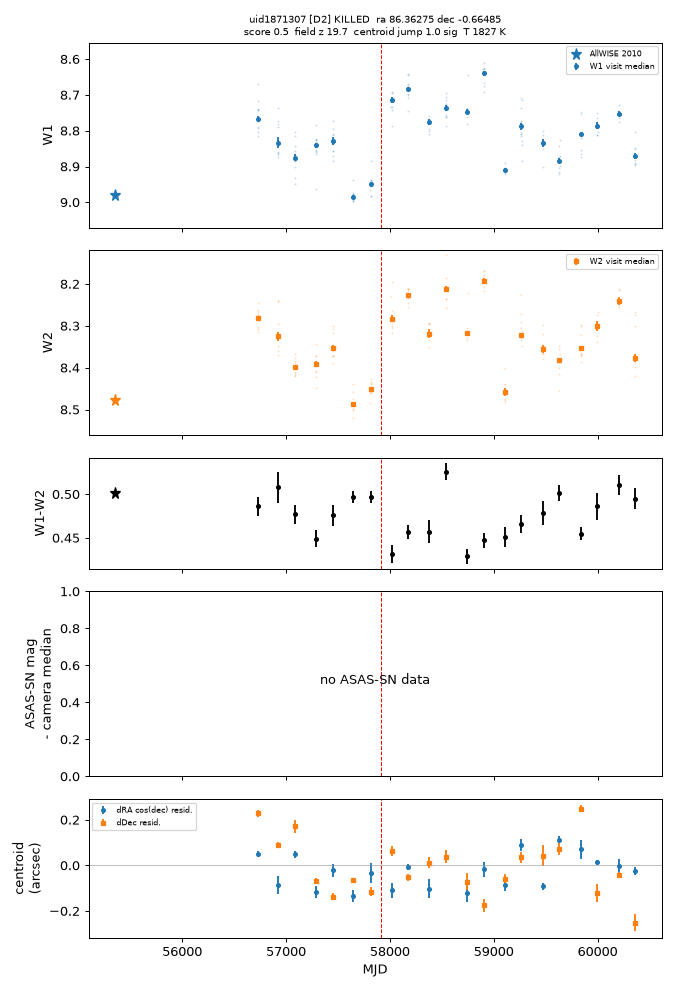 uid1871307 [D2] KILLED ra 86.36275 dec -0.66485
score 0.5 field z 19.7 centroid jump 1.0 sig T 1827 K
8.6
8.7
8.8
8.9
9.0
W1
AllWISE 2010
W1 visit median
8.2
8.3
8.4
8.5
W2
W2 visit median
0.50
0.45
W1-W2
1.0
0.8
0.6
0.4
0.2
0.0
ASAS-SN mag
- camera median
no ASAS-SN data
0.2
0.0
−0.2
centroid
(arcsec)
dRA cos(dec) resid.
dDec resid.
56000
57000
58000
59000
60000
MJD